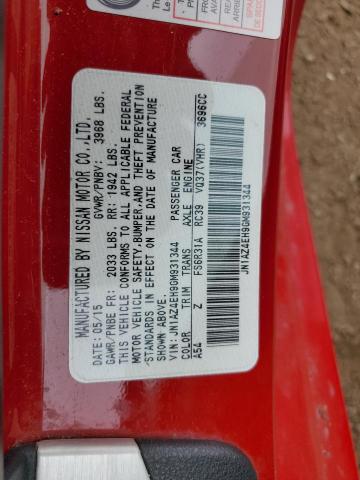 MANUFACTURED BY NISSAN MOTOR CO.,LTD.
DATE: 05/15 GVWR/PNBV: 3968 LBS.
GAWR/PNBE FR: 2033 LBS. RR: 1942 LBS.
THIS VEHICLE CONFORMS TO ALL APPLICABLE FEDERAL
MOTOR VEHICLE SAFETY,BUMPER,AND THEFT PREVENTION
STANDARDS IN EFFECT ON THE DATE OF MANUFACTURE
SHOWN ABOVE.
VIN: JN1AZ4EH9GM931344 PASSENGER CAR
COLOR TRIM TRANS AXLE ENGINE
A54 Z FS6R31A RC39 VQ37(VHR) 3696CC
JN1AZ4EH9GM931344